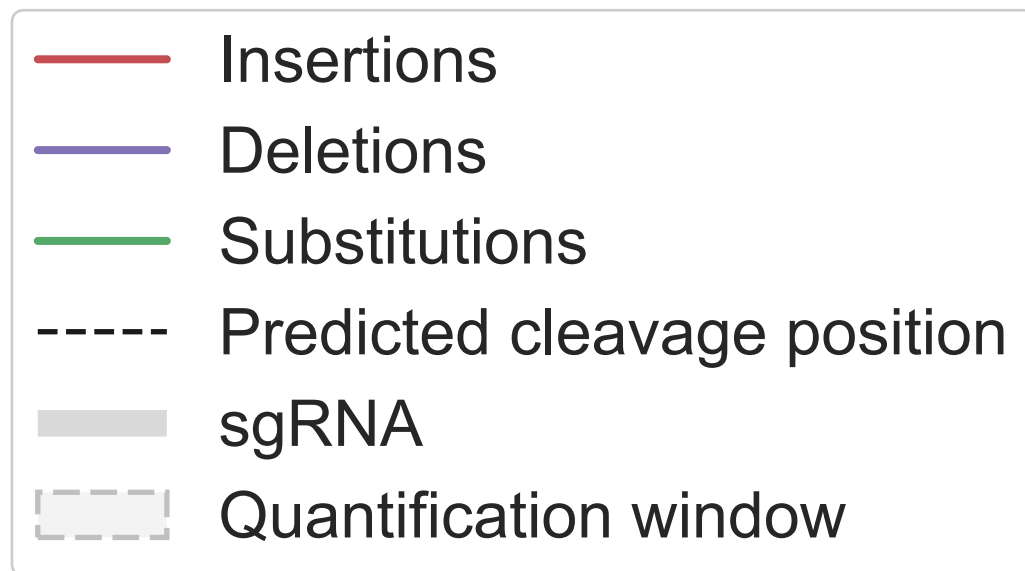 Insertions
Deletions
Substitutions
Predicted cleavage position
sgRNA
Quantification window